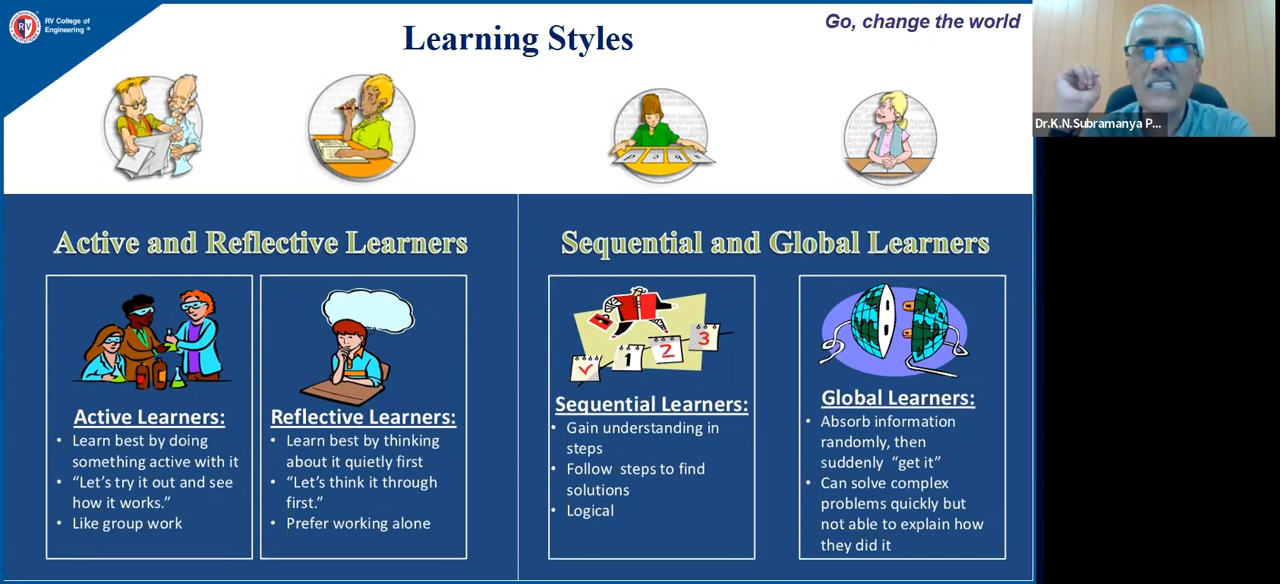 RV College of
Engineering ®
Learning Styles
Go, change the world
Dr.K.N.Subramanya P...
Active and Reflective Learners
Active Learners:
• Learn best by doing
something active with it
• “Let’s try it out and see
how it works.”
• Like group work
Reflective Learners:
• Learn best by thinking
about it quietly first
• “Let’s think it through
first.”
• Prefer working alone
Sequential and Global Learners
1
2
3
Sequential Learners:
• Gain understanding in
steps
• Follow steps to find
solutions
• Logical
Global Learners:
• Absorb information
randomly, then
suddenly “get it”
• Can solve complex
problems quickly but
not able to explain how
they did it